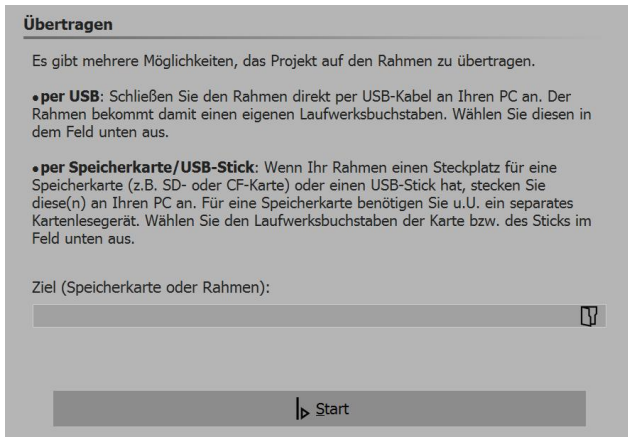 Übertragen
Es gibt mehrere Möglichkeiten, das Projekt auf den Rahmen zu übertragen.
•per USB: Schließen Sie den Rahmen direkt per USB-Kabel an Ihren PC an. Der
Rahmen bekommt damit einen eigenen Laufwerksbuchstaben. Wählen Sie diesen in
dem Feld unten aus.
•per Speicherkarte/USB-Stick: Wenn Ihr Rahmen einen Steckplatz für eine
Speicherkarte (z.B. SD- oder CF-Karte) oder einen USB-Stick hat, stecken Sie
diese(n) an Ihren PC an. Für eine Speicherkarte benötigen Sie u.U. ein separates
Kartenlesegerät. Wählen Sie den Laufwerksbuchstaben der Karte bzw. des Sticks im
Feld unten aus.
Ziel (Speicherkarte oder Rahmen):
Start